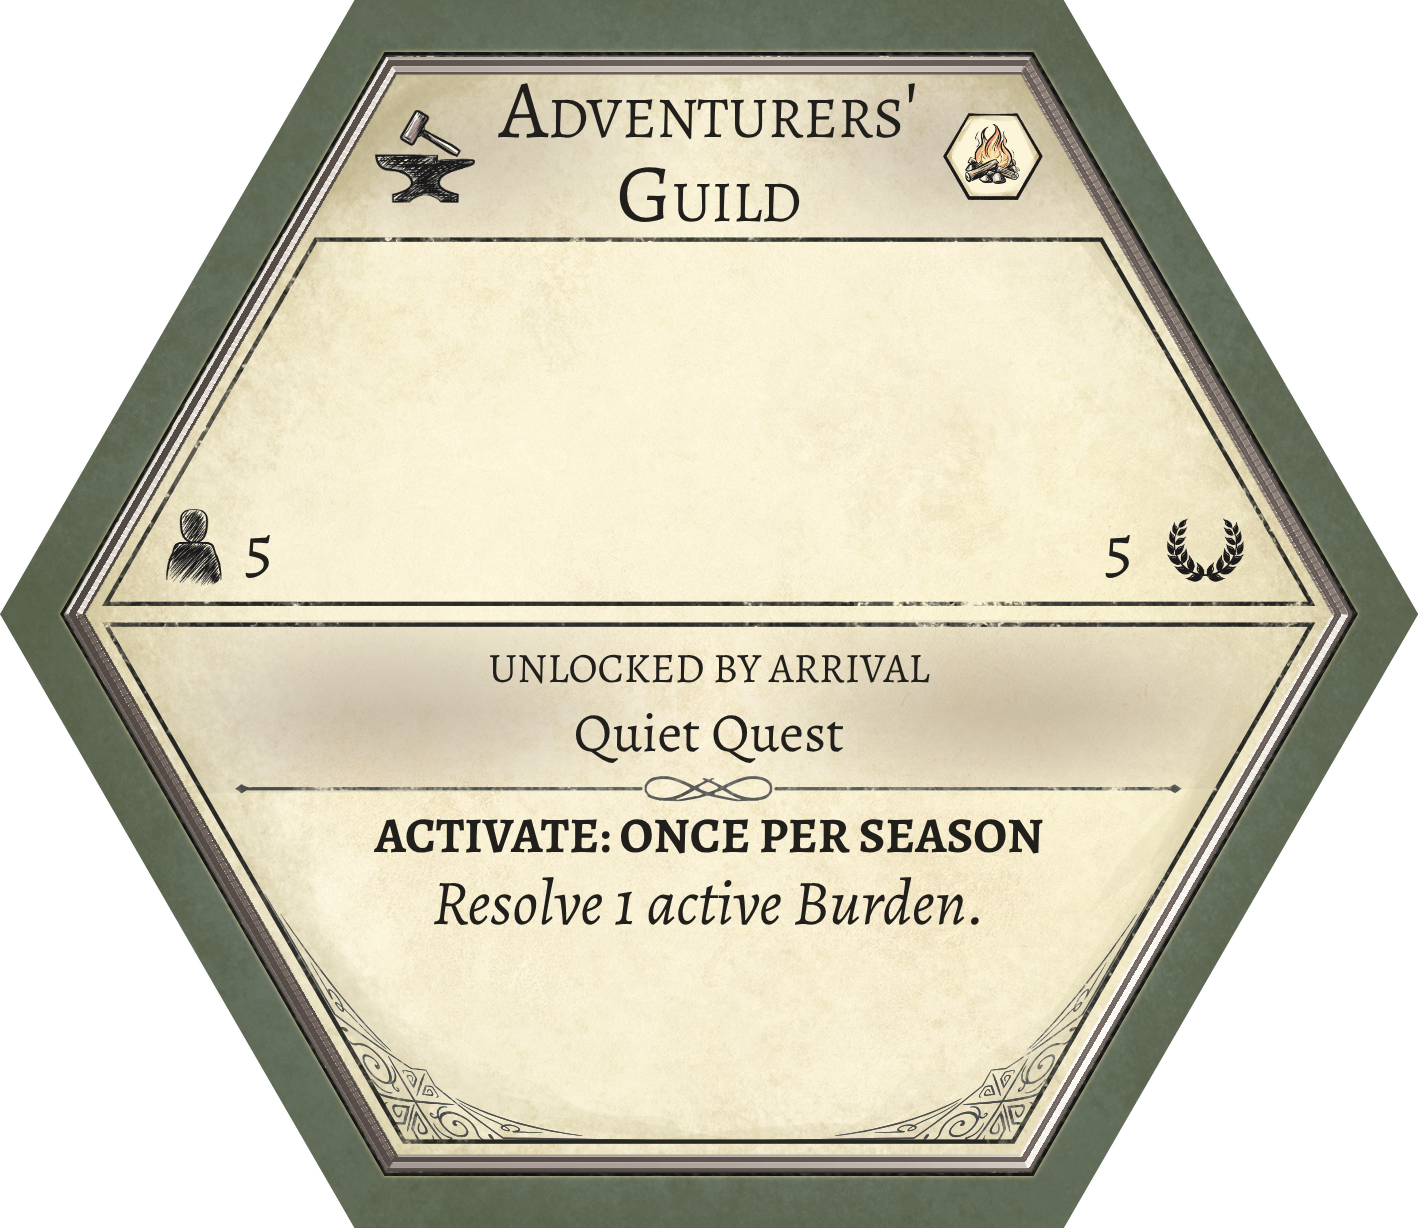 Adventurers'
Guild
5
5
UNLOCKED BY ARRIVAL
Quiet Quest
ACTIVATE: ONCE PER SEASON
Resolve 1 active Burden.